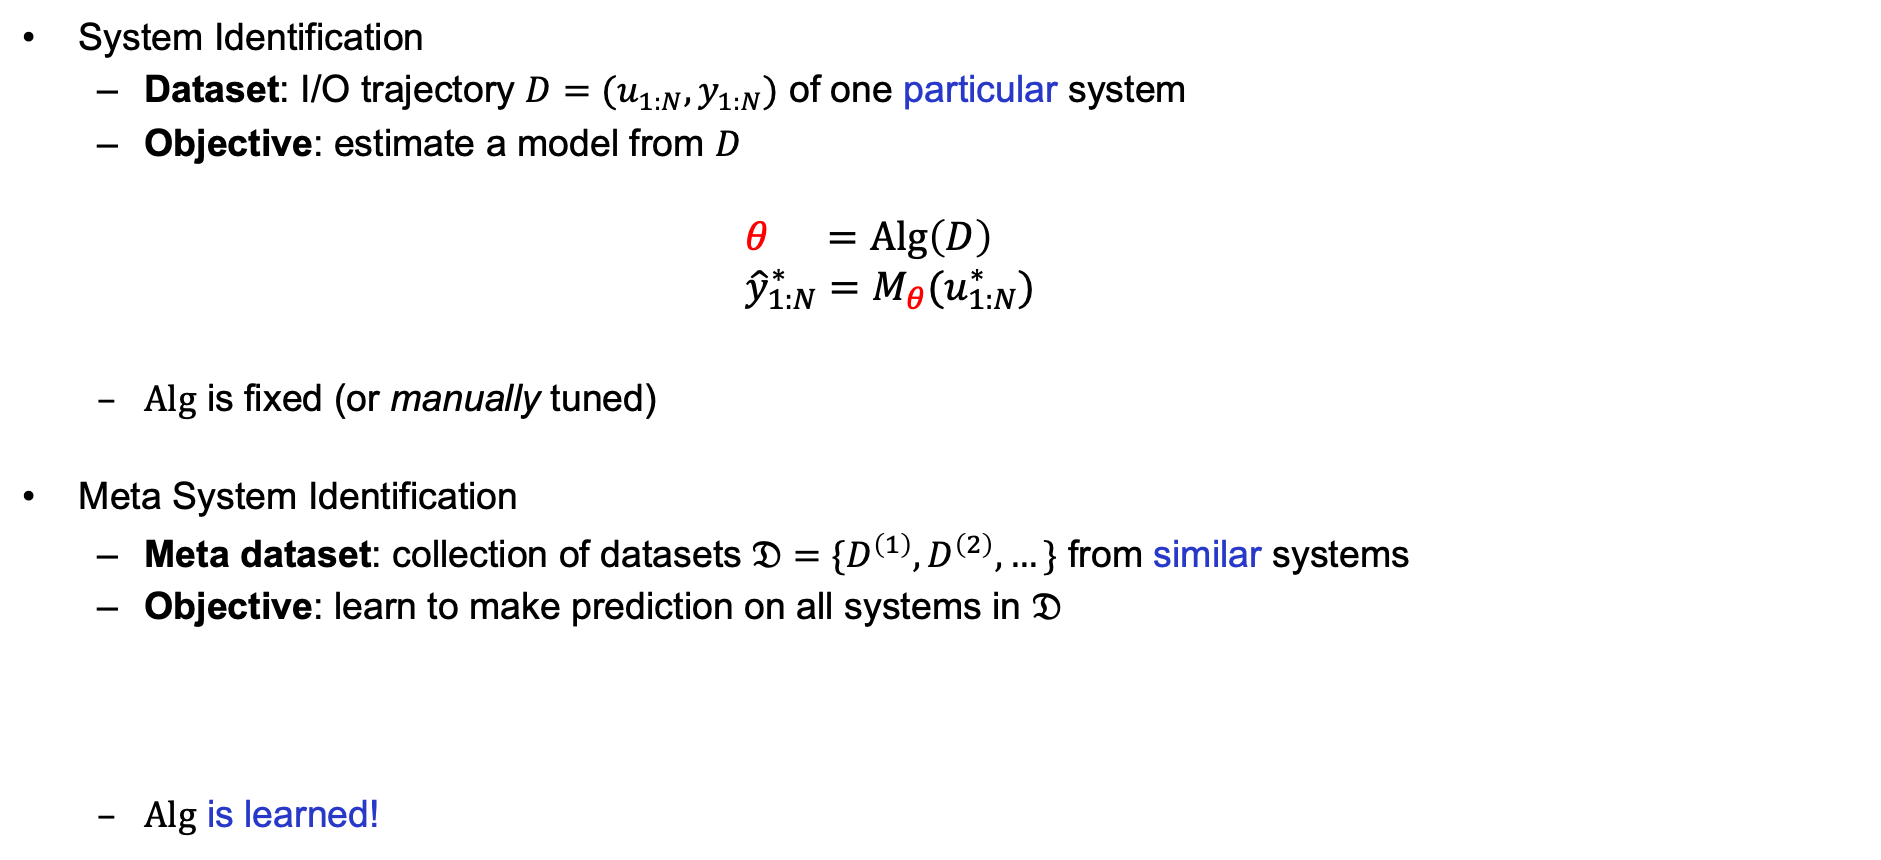 • System Identification
– Dataset: I/O trajectory D = (u₁:N, y₁:N) of one particular system
– Objective: estimate a model from D
θ = Alg(D)
ŷ*₁:N = M_θ(u*₁:N)
– Alg is fixed (or manually tuned)
• Meta System Identification
– Meta dataset: collection of datasets 𝔇 = {D⁽¹⁾, D⁽²⁾, … } from similar systems
– Objective: learn to make prediction on all systems in 𝔇
– Alg is learned!